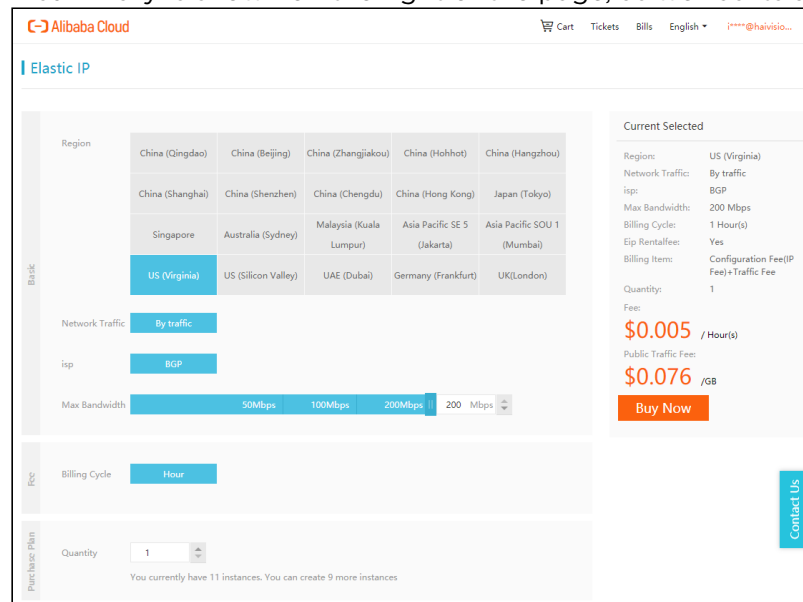 Alibaba Cloud
Cart Tickets Bills English i****@haivisio...
Elastic IP
Basic
Region
China (Qingdao) China (Beijing) China (Zhangjiakou) China (Hohhot) China (Hangzhou)
China (Shanghai) China (Shenzhen) China (Chengdu) China (Hong Kong) Japan (Tokyo)
Singapore Australia (Sydney) Malaysia (Kuala Lumpur) Asia Pacific SE 5 (Jakarta) Asia Pacific SOU 1 (Mumbai)
US (Virginia) US (Silicon Valley) UAE (Dubai) Germany (Frankfurt) UK(London)
Network Traffic By traffic
isp BGP
Max Bandwidth 50Mbps 100Mbps 200Mbps 200 Mbps
Fee
Billing Cycle Hour
Purchase Plan
Quantity 1
You currently have 11 instances. You can create 9 more instances
Current Selected
Region: US (Virginia)
Network Traffic: By traffic
isp: BGP
Max Bandwidth: 200 Mbps
Billing Cycle: 1 Hour(s)
Eip Rentalfee: Yes
Billing Item: Configuration Fee(IP
Fee)+Traffic Fee
Quantity: 1
Fee:
$0.005 / Hour(s)
Public Traffic Fee:
$0.076 /GB
Buy Now
Contact Us